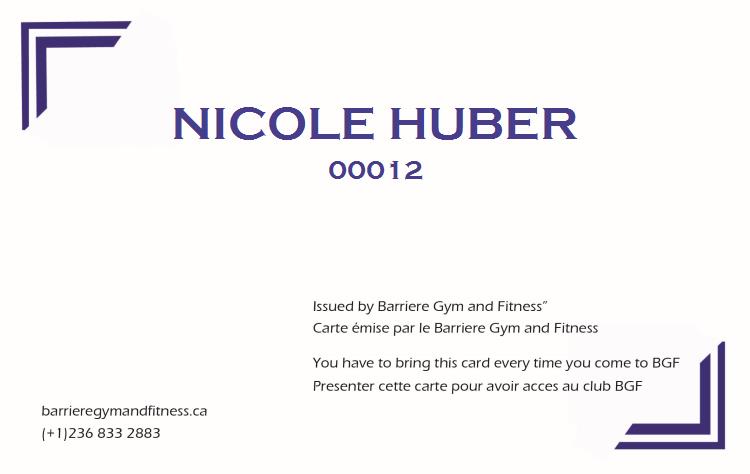 NICOLE HUBER
00012
Issued by Barriere Gym and Fitness”
Carte émise par le Barriere Gym and Fitness
You have to bring this card every time you come to BGF
Presenter cette carte pour avoir acces au club BGF
barrieregymandfitness.ca
(+1)236 833 2883